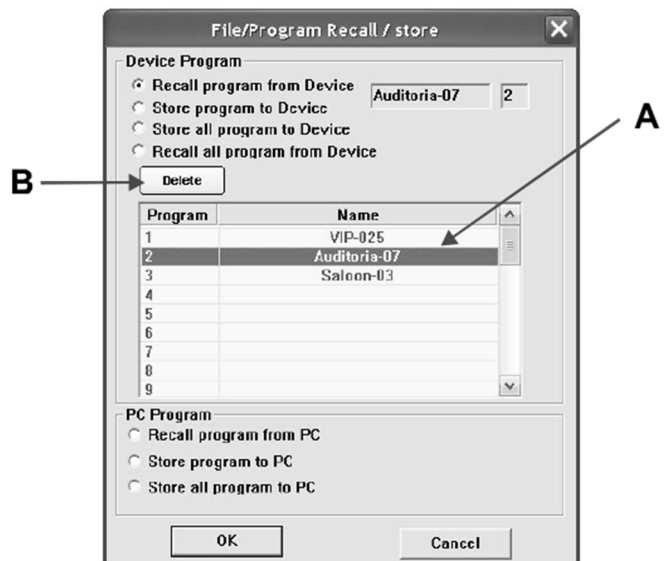 File/Program Recall / store
Device Program
Recall program from Device
Auditoria-07
2
Store program to Device
Store all program to Device
Recall all program from Device
A
B
Delete
Program Name
1 VIP-025
2 Auditoria-07
3 Saloon-03
4
5
6
7
8
9
PC Program
Recall program from PC
Store program to PC
Store all program to PC
OK Cancel